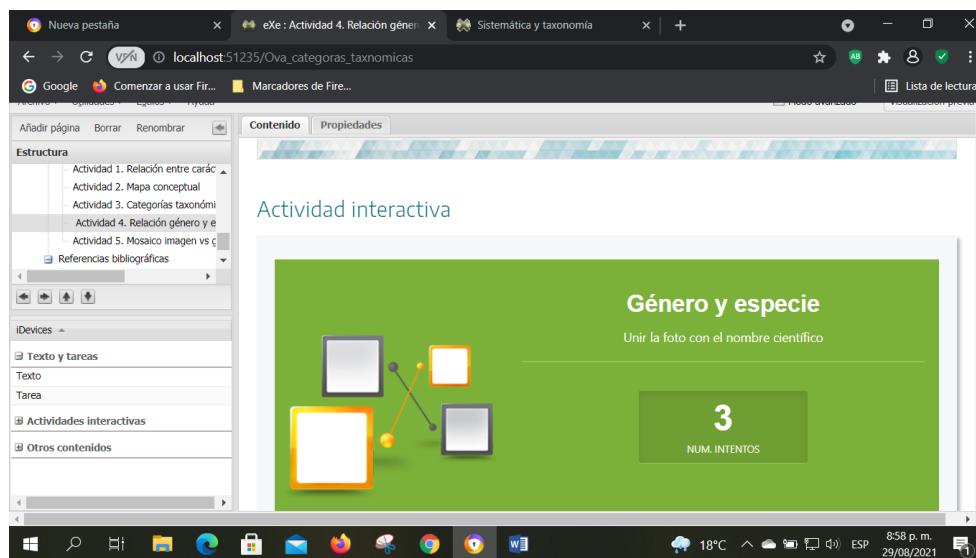 Nueva pestaña
eXe : Actividad 4. Relación géner
Sistemática y taxonomía
localhost:51235/Ova_categoras_taxnomicas
AB
8
Google
Comenzar a usar Fir...
Marcadores de Fire...
Lista de lectura
Añadir página Borrar Renombrar
Contenido Propiedades
Estructura
Actividad 1. Relación entre carác
Actividad 2. Mapa conceptual
Actividad 3. Categorías taxonómi
Actividad 4. Relación género y e
Actividad 5. Mosaico imagen vs g
Referencias bibliográficas
iDevices
Texto y tareas
Texto
Tarea
Actividades interactivas
Otros contenidos
Actividad interactiva
Género y especie
Unir la foto con el nombre científico
3
NUM. INTENTOS
18°C
ESP
8:58 p. m.
29/08/2021